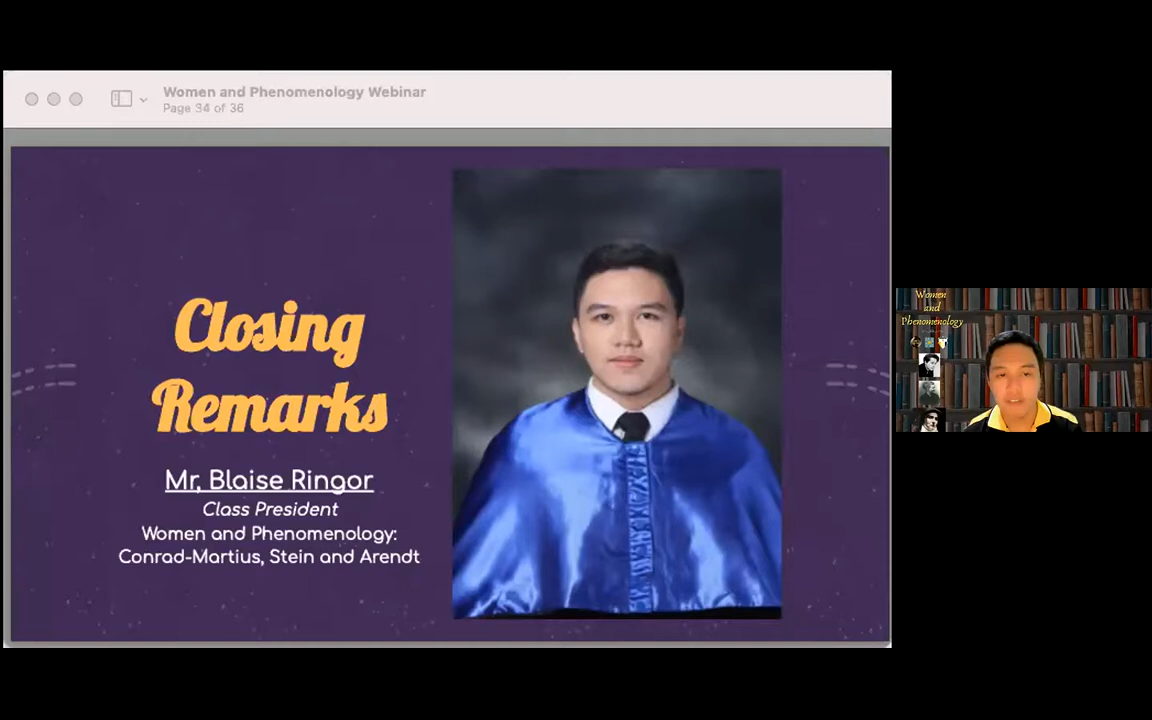 Women and Phenomenology Webinar
Page 34 of 36
Closing
Remarks
Mr, Blaise Ringor
Class President
Women and Phenomenology:
Conrad-Martius, Stein and Arendt
Women
and
Phenomenology